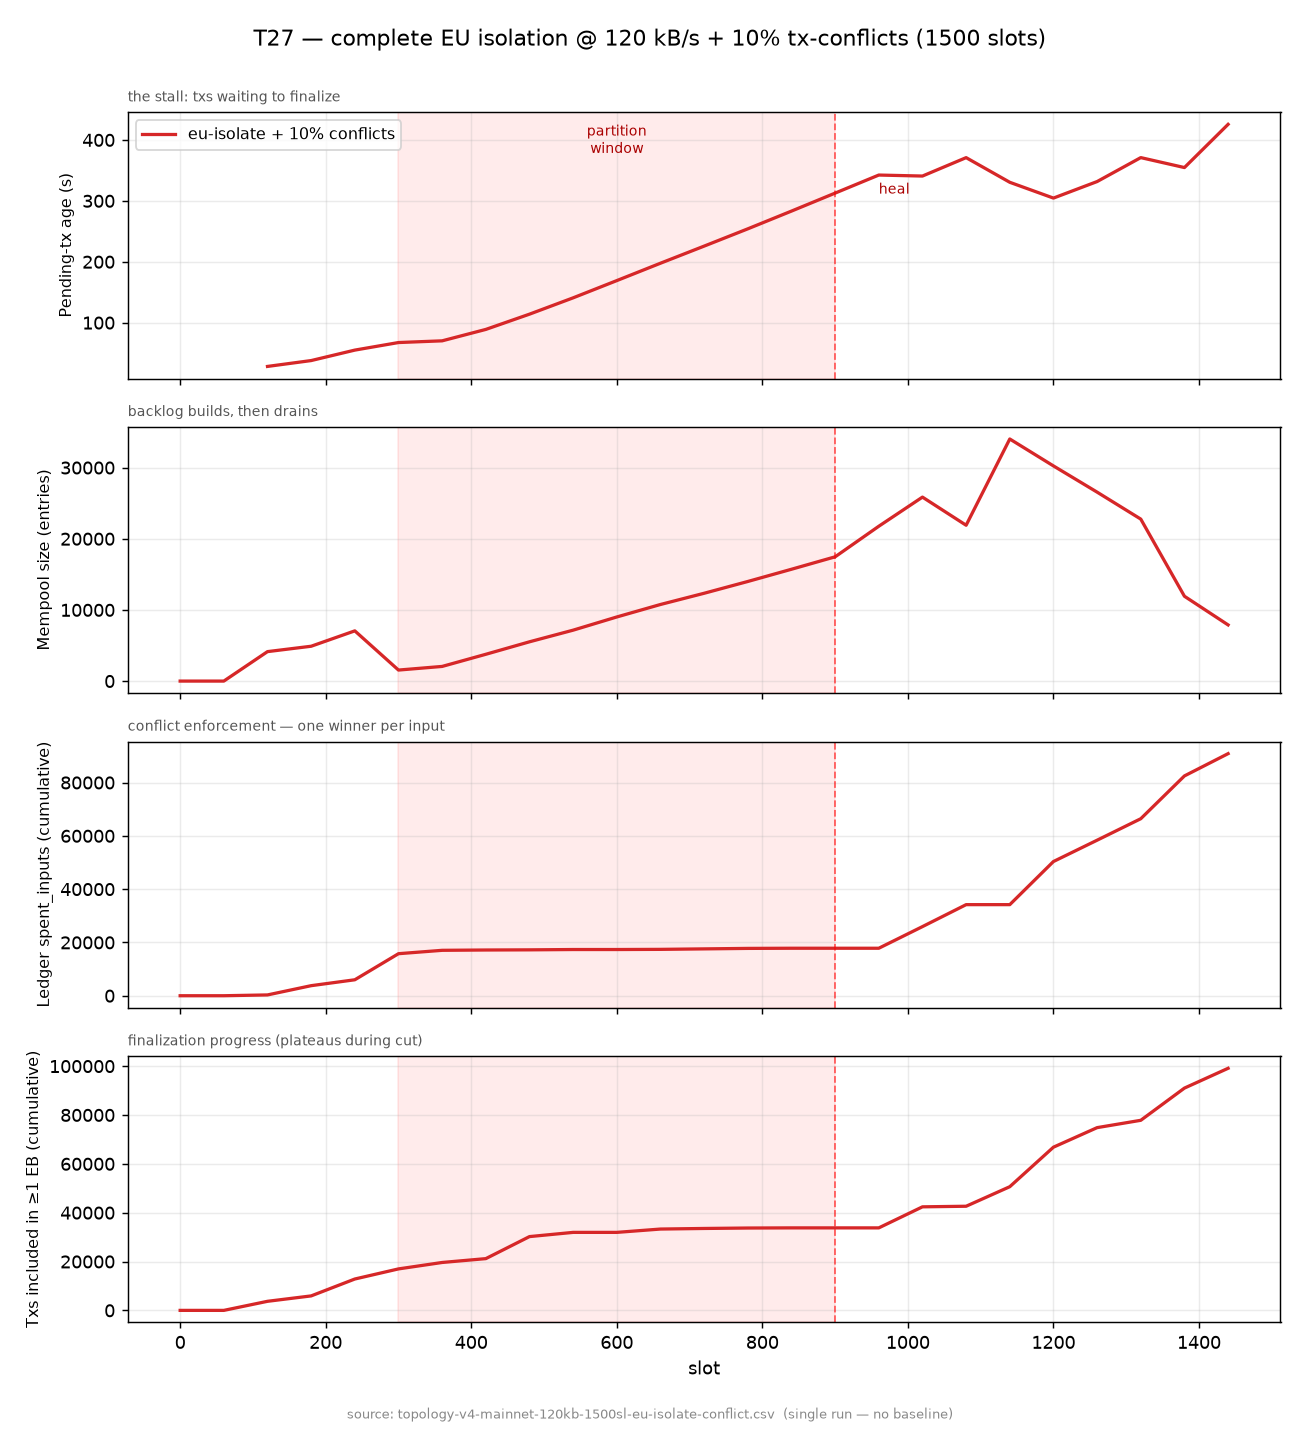 T27 — complete EU isolation @ 120 kB/s + 10% tx-conflicts (1500 slots)
the stall: txs waiting to finalize
eu-isolate + 10% conflicts
partition
window
heal
Pending-tx age (s)
400
300
200
100
backlog builds, then drains
Mempool size (entries)
30000
20000
10000
0
conflict enforcement — one winner per input
Ledger spent_inputs (cumulative)
80000
60000
40000
20000
0
finalization progress (plateaus during cut)
Txs included in ≥1 EB (cumulative)
100000
80000
60000
40000
20000
0
0 200 400 600 800 1000 1200 1400
slot
source: topology-v4-mainnet-120kb-1500sl-eu-isolate-conflict.csv (single run — no baseline)